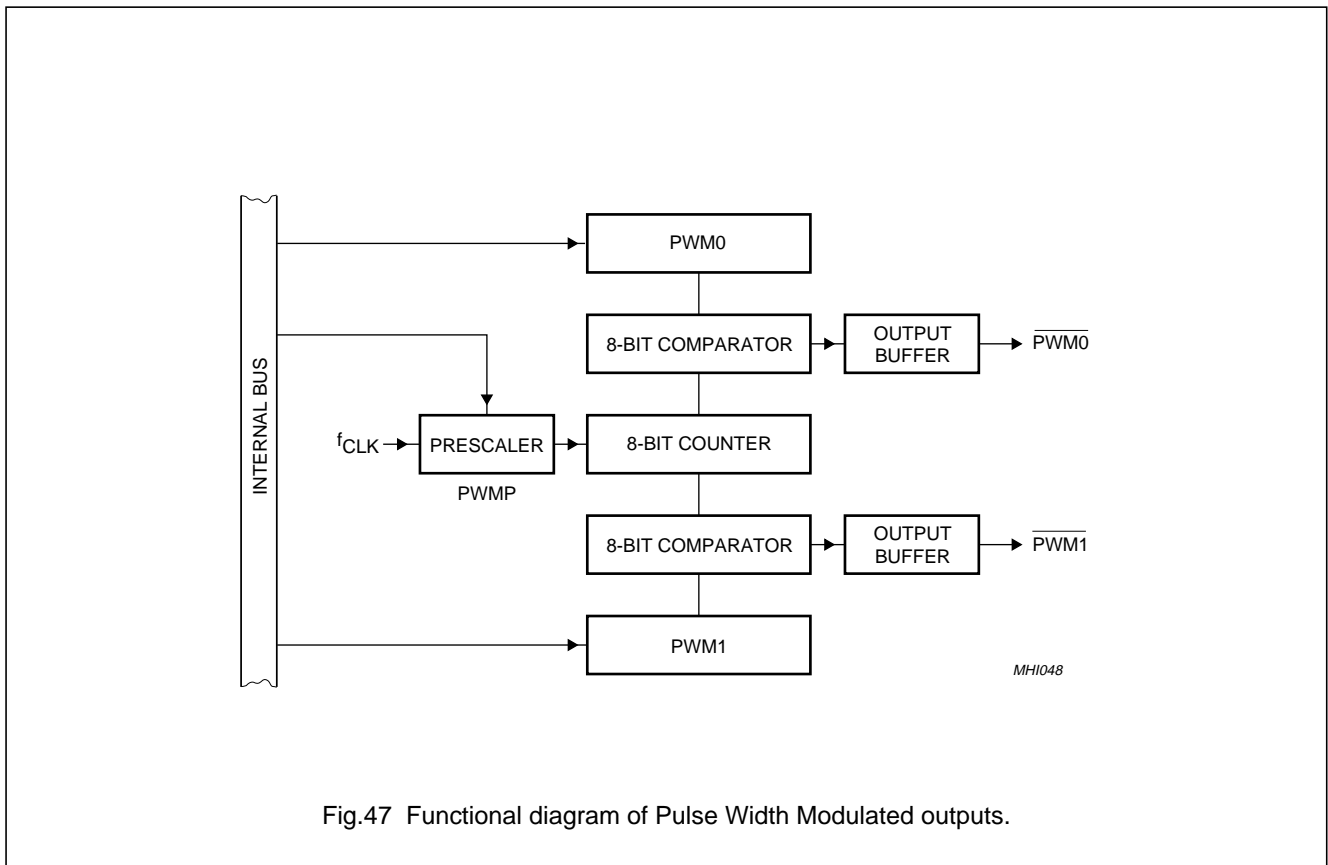 PWM0
8-BIT COMPARATOR
OUTPUT
BUFFER
PWM0
INTERNAL BUS
fCLK
PRESCALER
8-BIT COUNTER
PWMP
8-BIT COMPARATOR
OUTPUT
BUFFER
PWM1
PWM1
MHI048
Fig.47 Functional diagram of Pulse Width Modulated outputs.